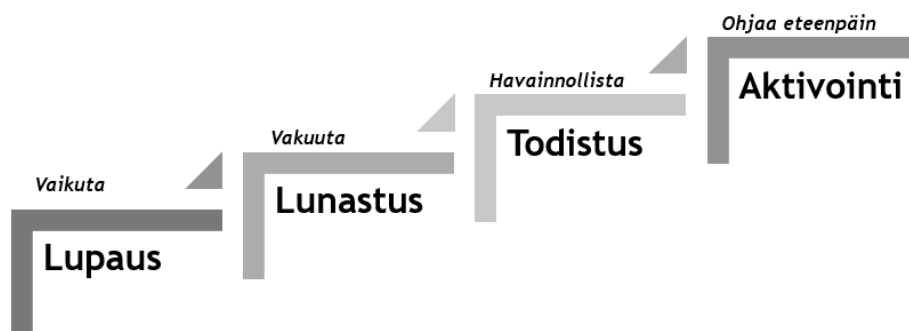 Vaikuta
Lupaus
Vakuuta
Lunastus
Havainnollista
Todistus
Ohjaa eteenpäin
Aktivointi